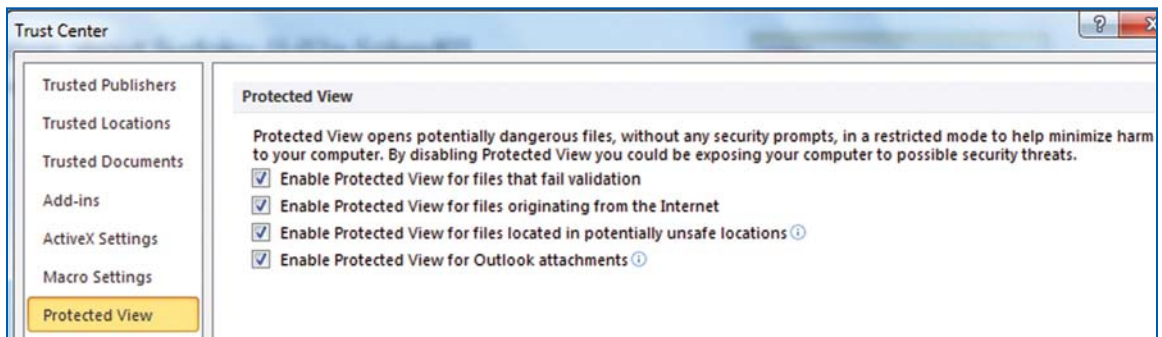 Trust Center
?
Trusted Publishers
Trusted Locations
Trusted Documents
Add-ins
ActiveX Settings
Macro Settings
Protected View
Protected View
Protected View opens potentially dangerous files, without any security prompts, in a restricted mode to help minimize harm
to your computer. By disabling Protected View you could be exposing your computer to possible security threats.
Enable Protected View for files that fail validation
Enable Protected View for files originating from the Internet
Enable Protected View for files located in potentially unsafe locations
Enable Protected View for Outlook attachments